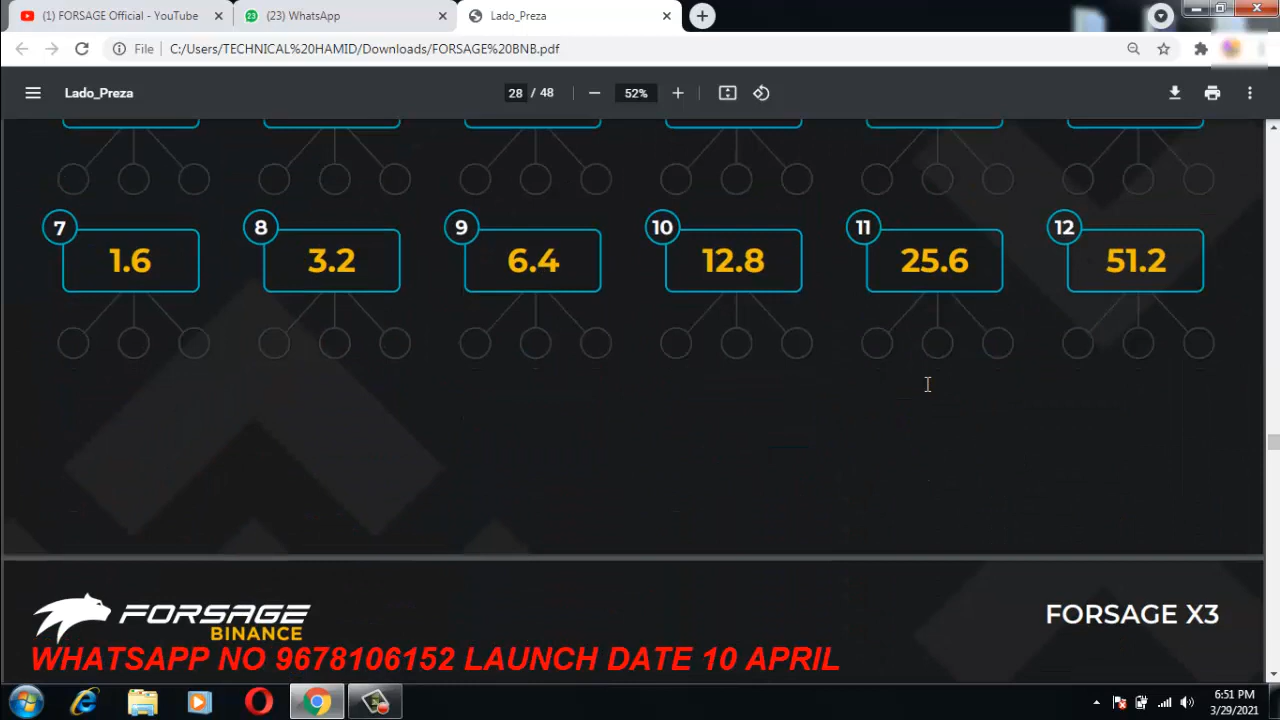 (1) FORSAGE Official - YouTube
(23) WhatsApp
Lado_Preza
File
C:/Users/TECHNICAL%20HAMID/Downloads/FORSAGE%20BNB.pdf
Lado_Preza
28 / 48
52%
7
1.6
8
3.2
9
6.4
10
12.8
11
25.6
12
51.2
FORSAGE
BINANCE
FORSAGE X3
WHATSAPP NO 9678106152 LAUNCH DATE 10 APRIL
6:51 PM
3/29/2021